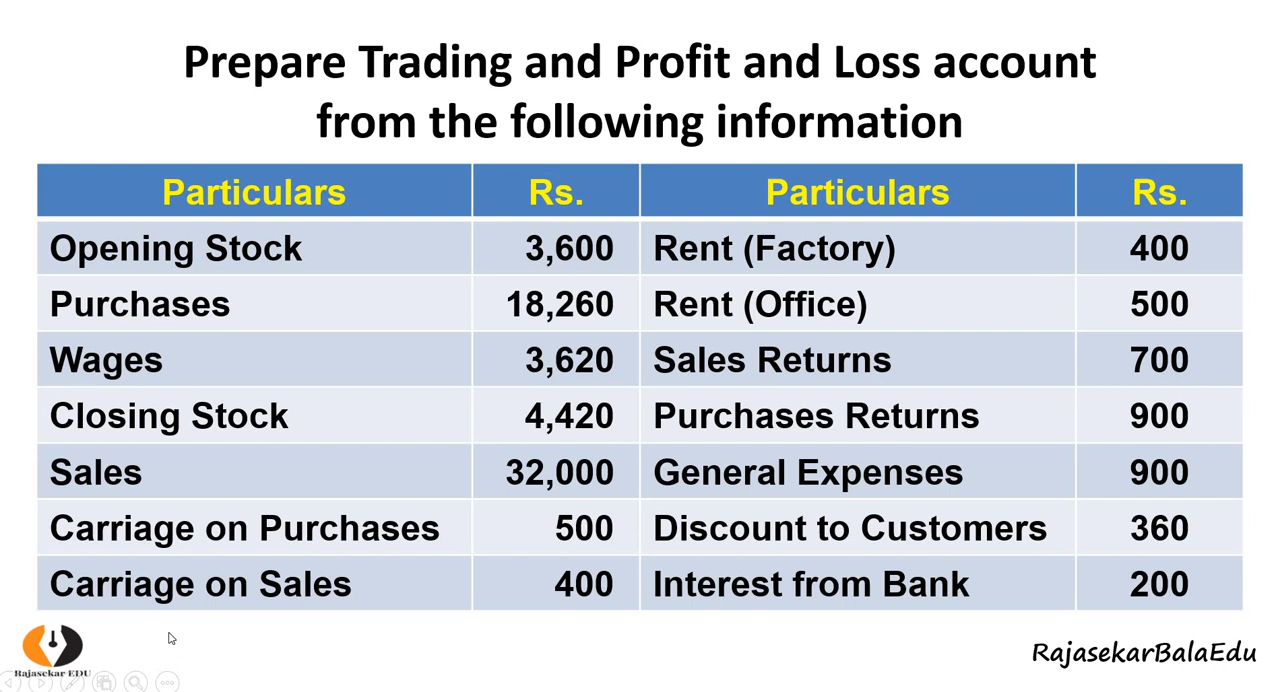 Prepare Trading and Profit and Loss account
from the following information
Particulars Rs. Particulars Rs.
Opening Stock 3,600 Rent (Factory) 400
Purchases 18,260 Rent (Office) 500
Wages 3,620 Sales Returns 700
Closing Stock 4,420 Purchases Returns 900
Sales 32,000 General Expenses 900
Carriage on Purchases 500 Discount to Customers 360
Carriage on Sales 400 Interest from Bank 200
Rajasekar EDU
RajasekarBalaEdu